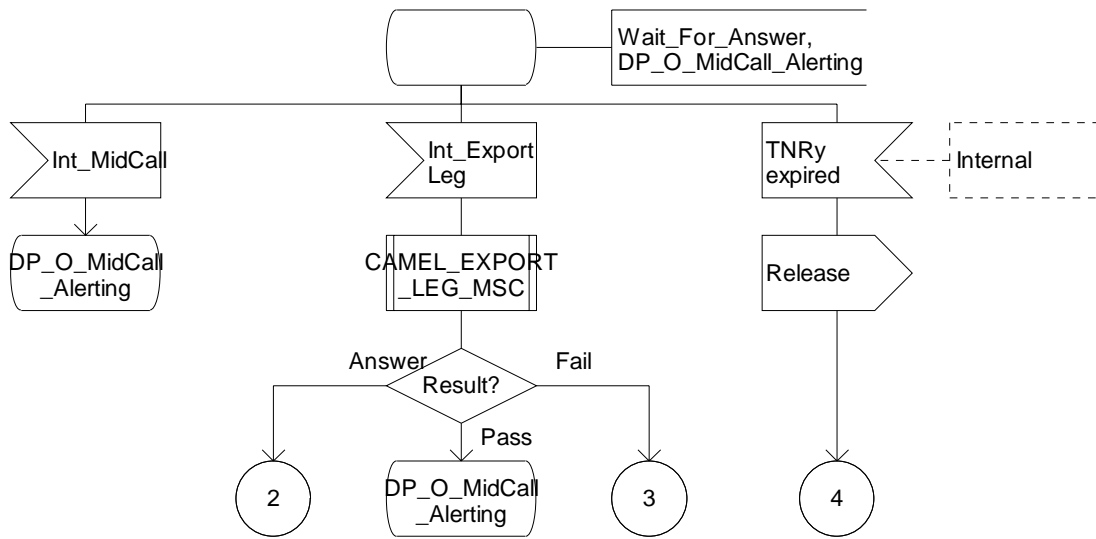 Wait_For_Answer,
DP_O_MidCall_Alerting
Int_MidCall
Int_Export
Leg
TNRy
expired
Internal
DP_O_MidCall
_Alerting
CAMEL_EXPORT
_LEG_MSC
Release
Answer
Result?
Fail
Pass
2
DP_O_MidCall
_Alerting
3
4